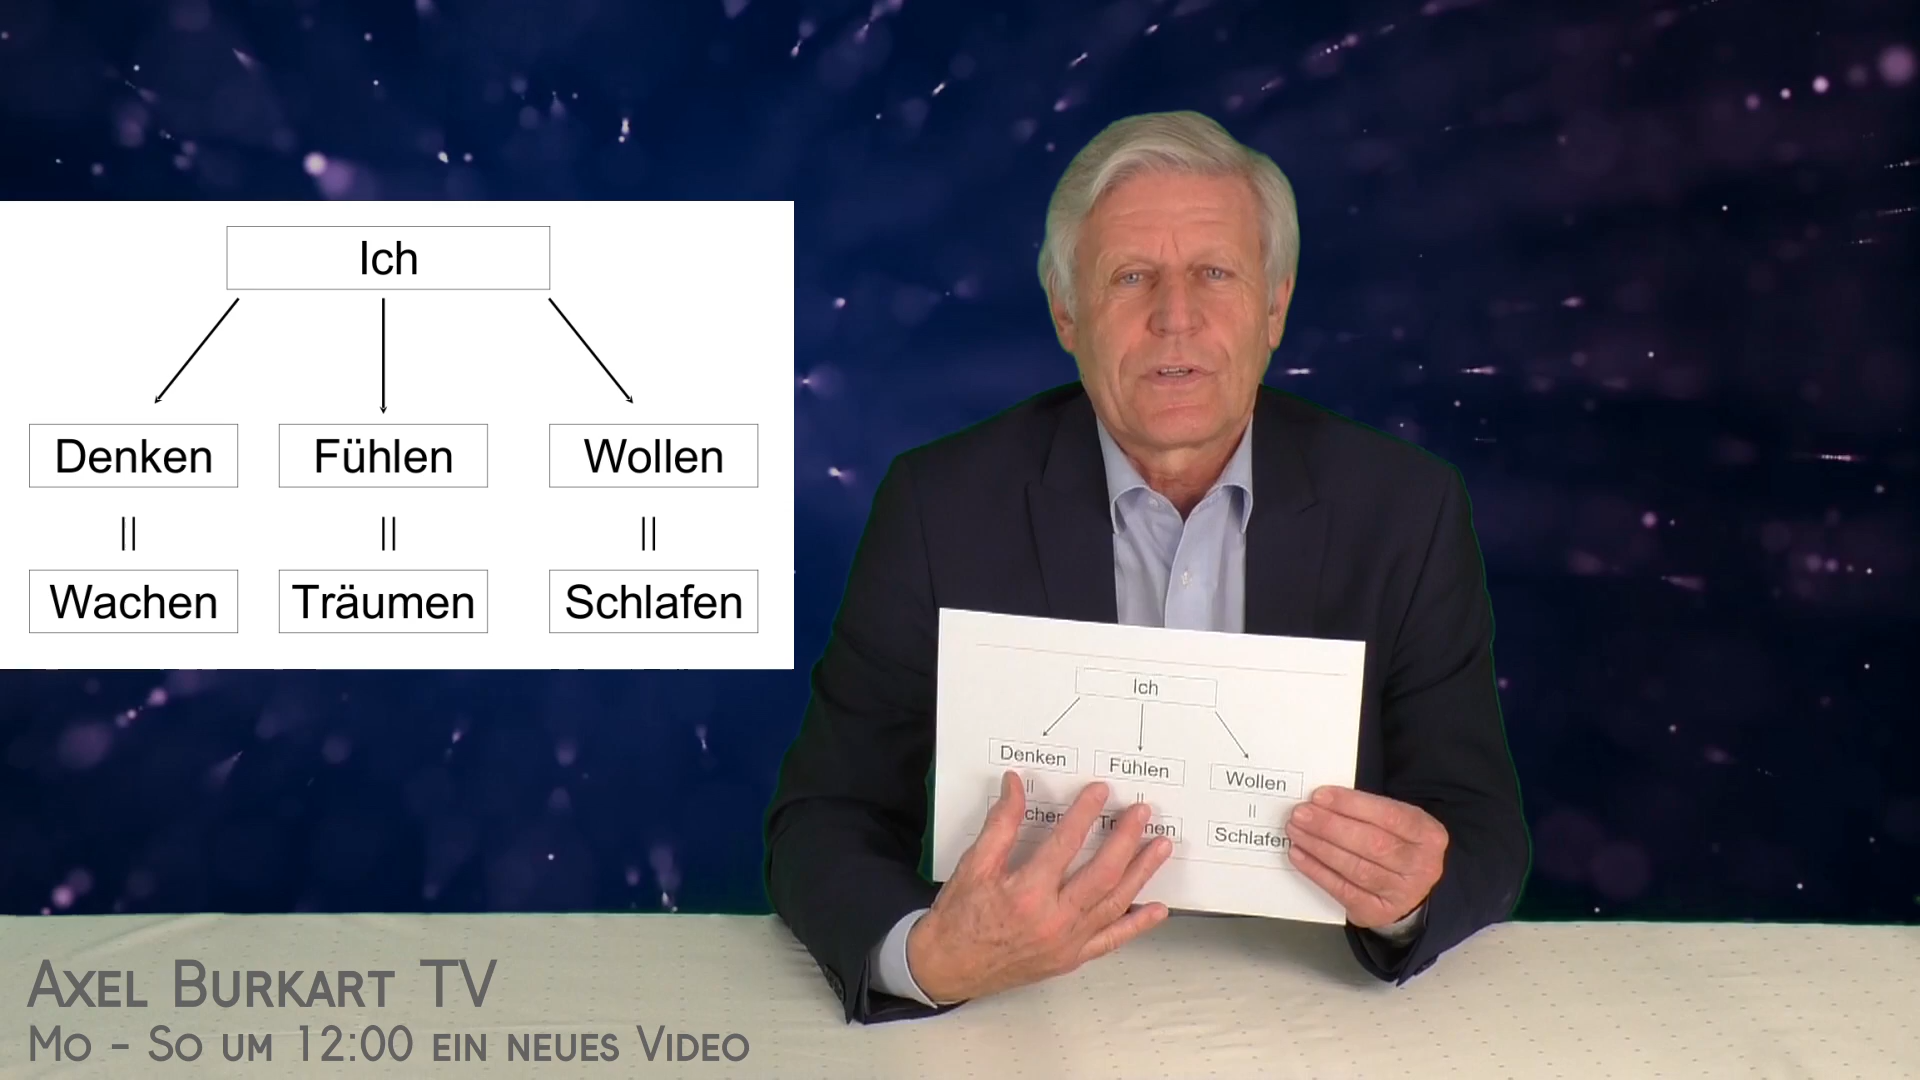 Ich
Denken Fühlen Wollen
|| || ||
Wachen Träumen Schlafen
Ich
Denken Fühlen Wollen
|| || ||
Schlafen
AXEL BURKART TV
MO - SO UM 12:00 EIN NEUES VIDEO